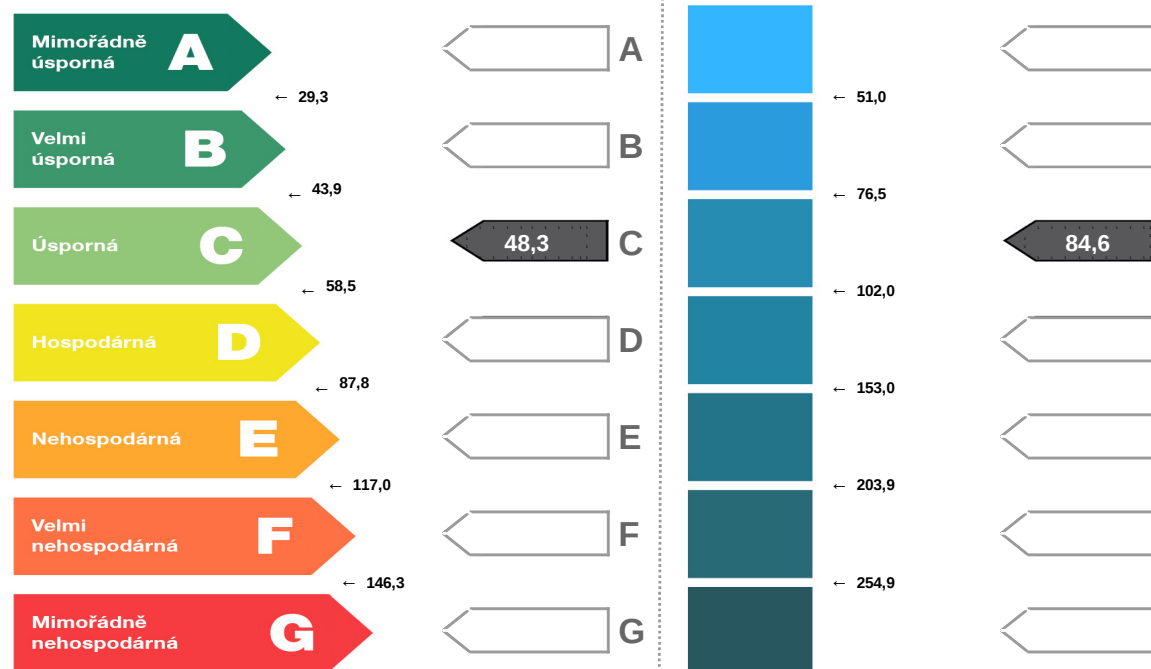 Mimořádně
úsporná
A
A
← 29,3
← 51,0
Velmi
úsporná
B
B
← 43,9
← 76,5
Úsporná
C
48,3
C
84,6
← 58,5
← 102,0
Hospodárná
D
D
← 87,8
← 153,0
Nehospodárná
E
E
← 117,0
← 203,9
Velmi
nehospodárná
F
F
← 146,3
← 254,9
Mimořádně
nehospodárná
G
G